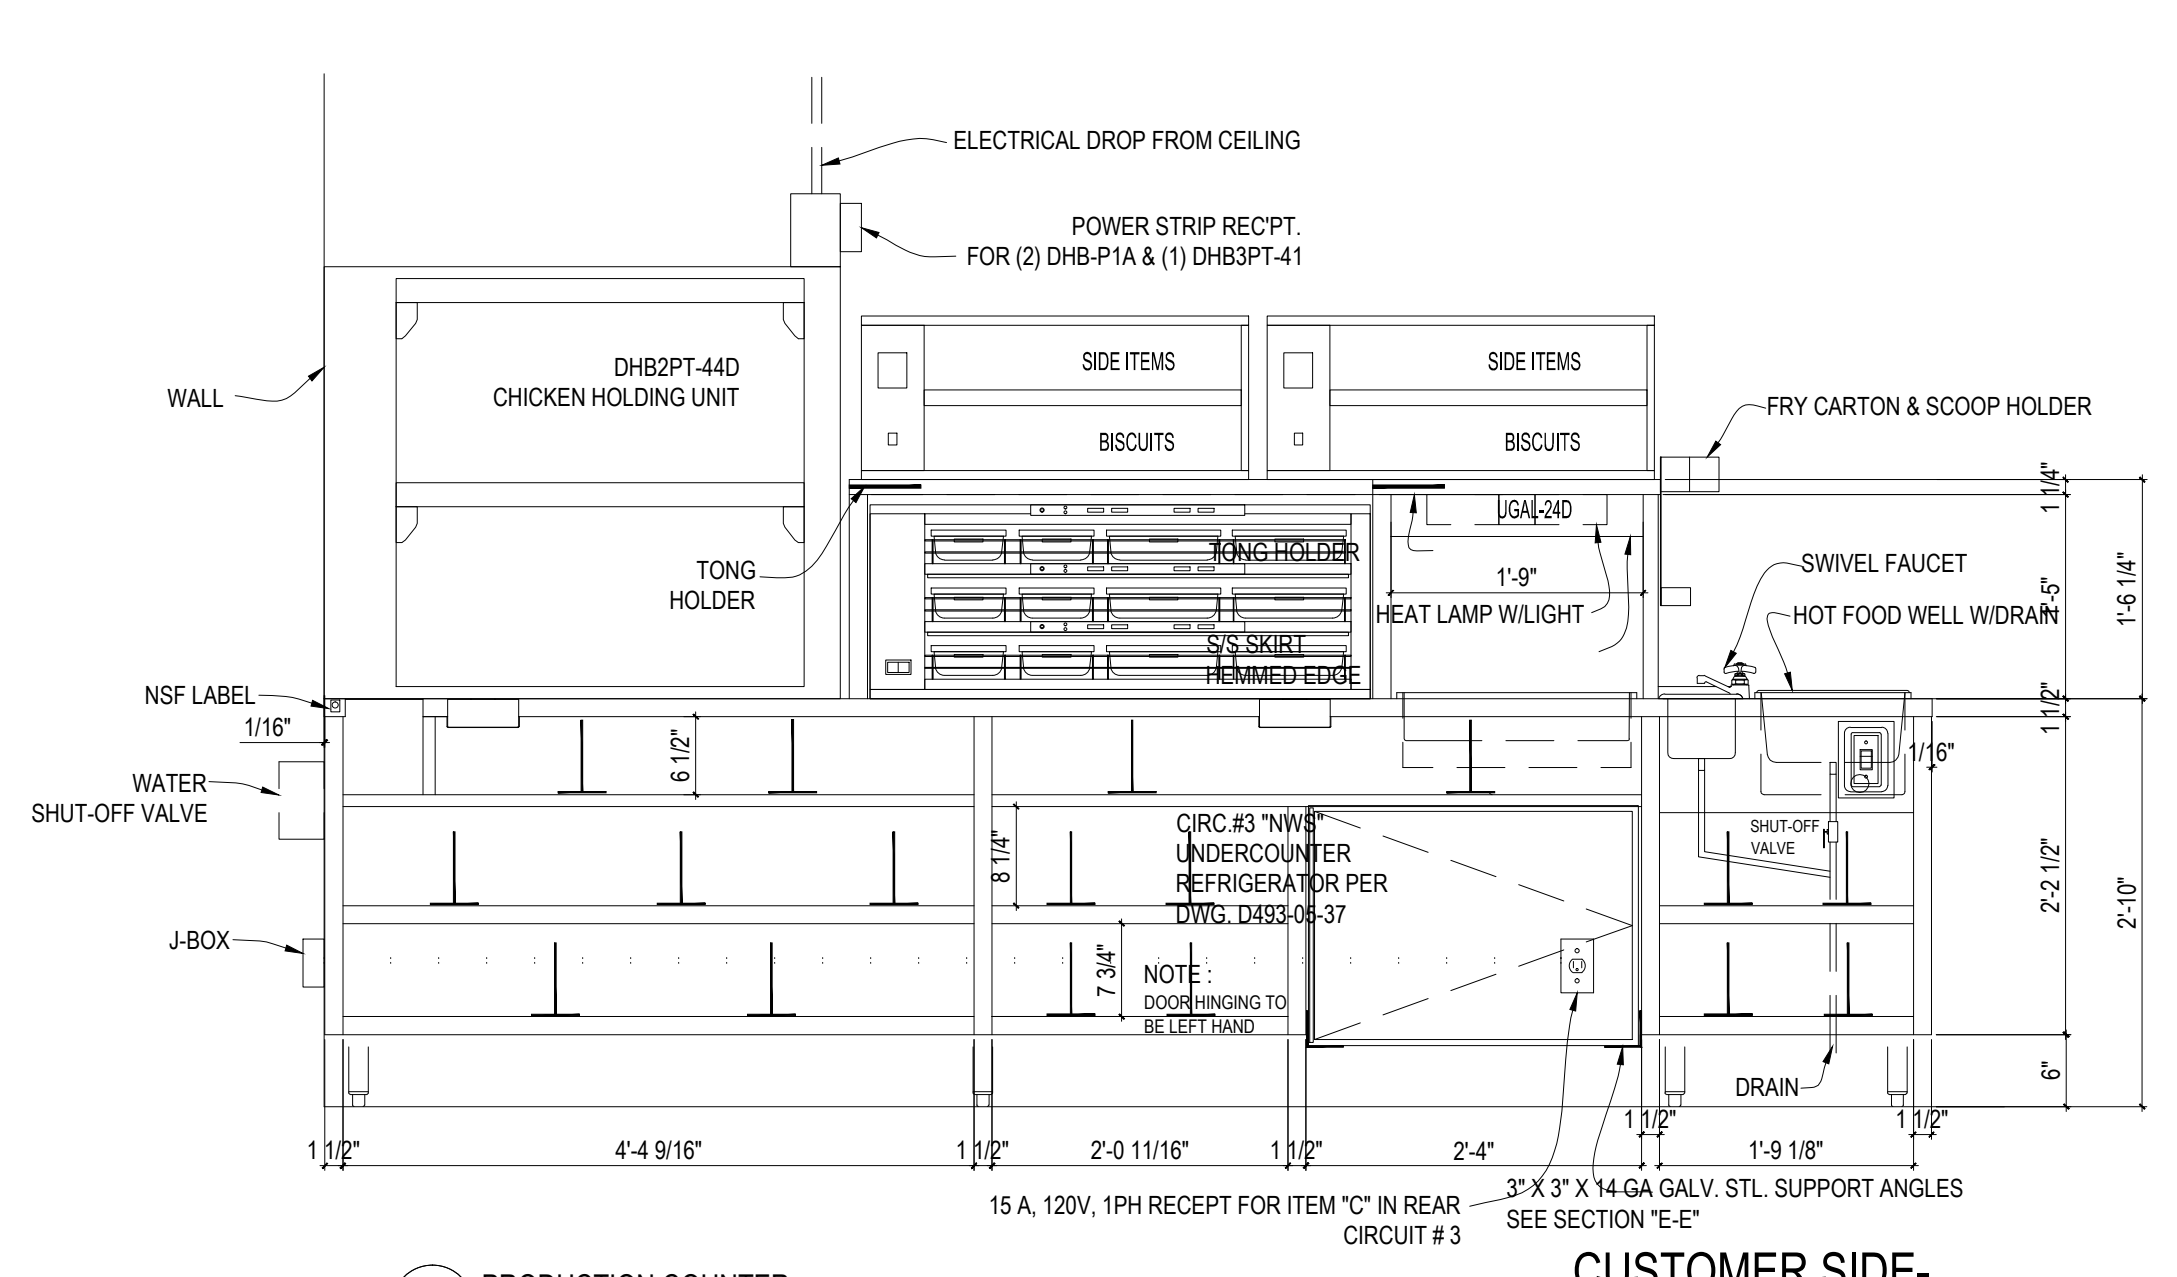 ELECTRICAL DROP FROM CEILING
POWER STRIP REC'PT.
FOR (2) DHB-P1A & (1) DHB3PT-41
DHB2PT-44D
CHICKEN HOLDING UNIT
SIDE ITEMS
BISCUITS
SIDE ITEMS
BISCUITS
WALL
FRY CARTON & SCOOP HOLDER
1/4"
UGAL-24D
TONG HOLDER
TONG
HOLDER
1'-9"
SWIVEL FAUCET
HEAT LAMP W/LIGHT
HOT FOOD WELL W/DRAIN
1'-6 1/4"
S/S SKIRT
HEMMED EDGE
NSF LABEL
1/16"
1 1/2"
6 1/2"
1/16"
WATER
SHUT-OFF VALVE
8 1/4"
CIRC.#3 "NWS"
UNDERCOUNTER
REFRIGERATOR PER
DWG. D493-05-37
SHUT-OFF
VALVE
2'-2 1/2"
2'-10"
J-BOX
7 3/4"
NOTE :
DOOR HINGING TO
BE LEFT HAND
6"
DRAIN
1 1/2"
1 1/2"
1 1/2"
4'-4 9/16"
1 1/2"
2'-0 11/16"
1 1/2"
2'-4"
1'-9 1/8"
15 A, 120V, 1PH RECEPT FOR ITEM "C" IN REAR
CIRCUIT # 3
3" X 3" X 14 GA GALV. STL. SUPPORT ANGLES
SEE SECTION "E-E"
PRODUCTION COUNTER
CUSTOMER SIDE-